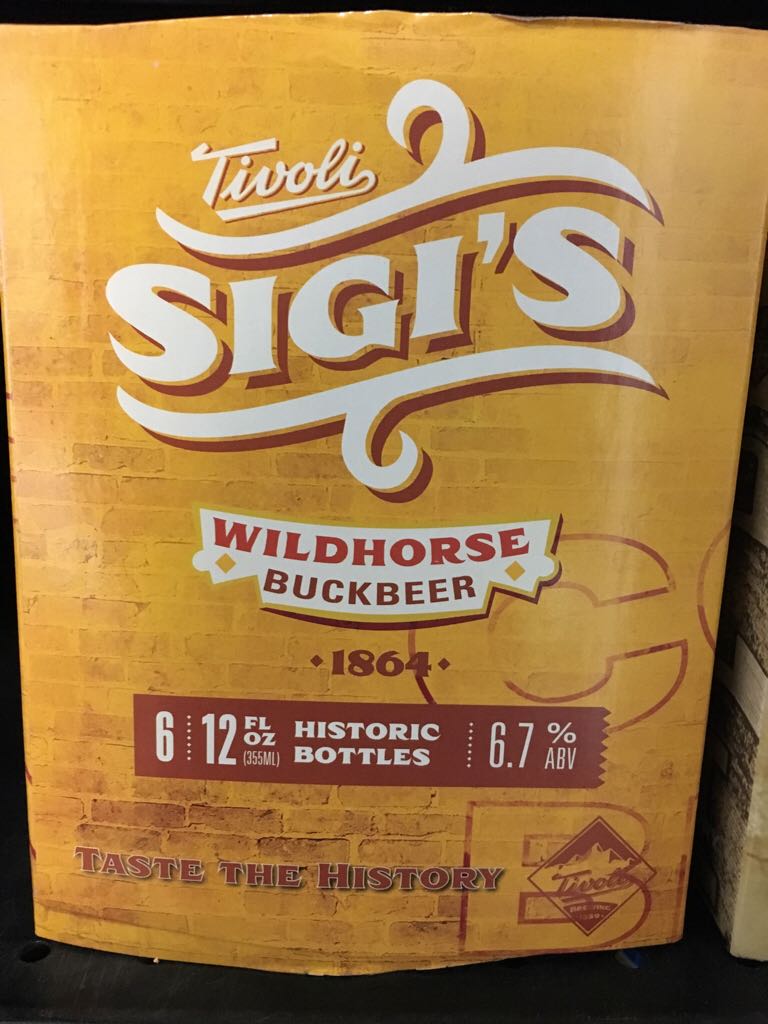 Tivoli
SIGI'S
WILDHORSE
BUCKBEER
1864
6 12 FL OZ (355ML) HISTORIC BOTTLES 6.7 % ABV
TASTE THE HISTORY
Tivoli
BREWING